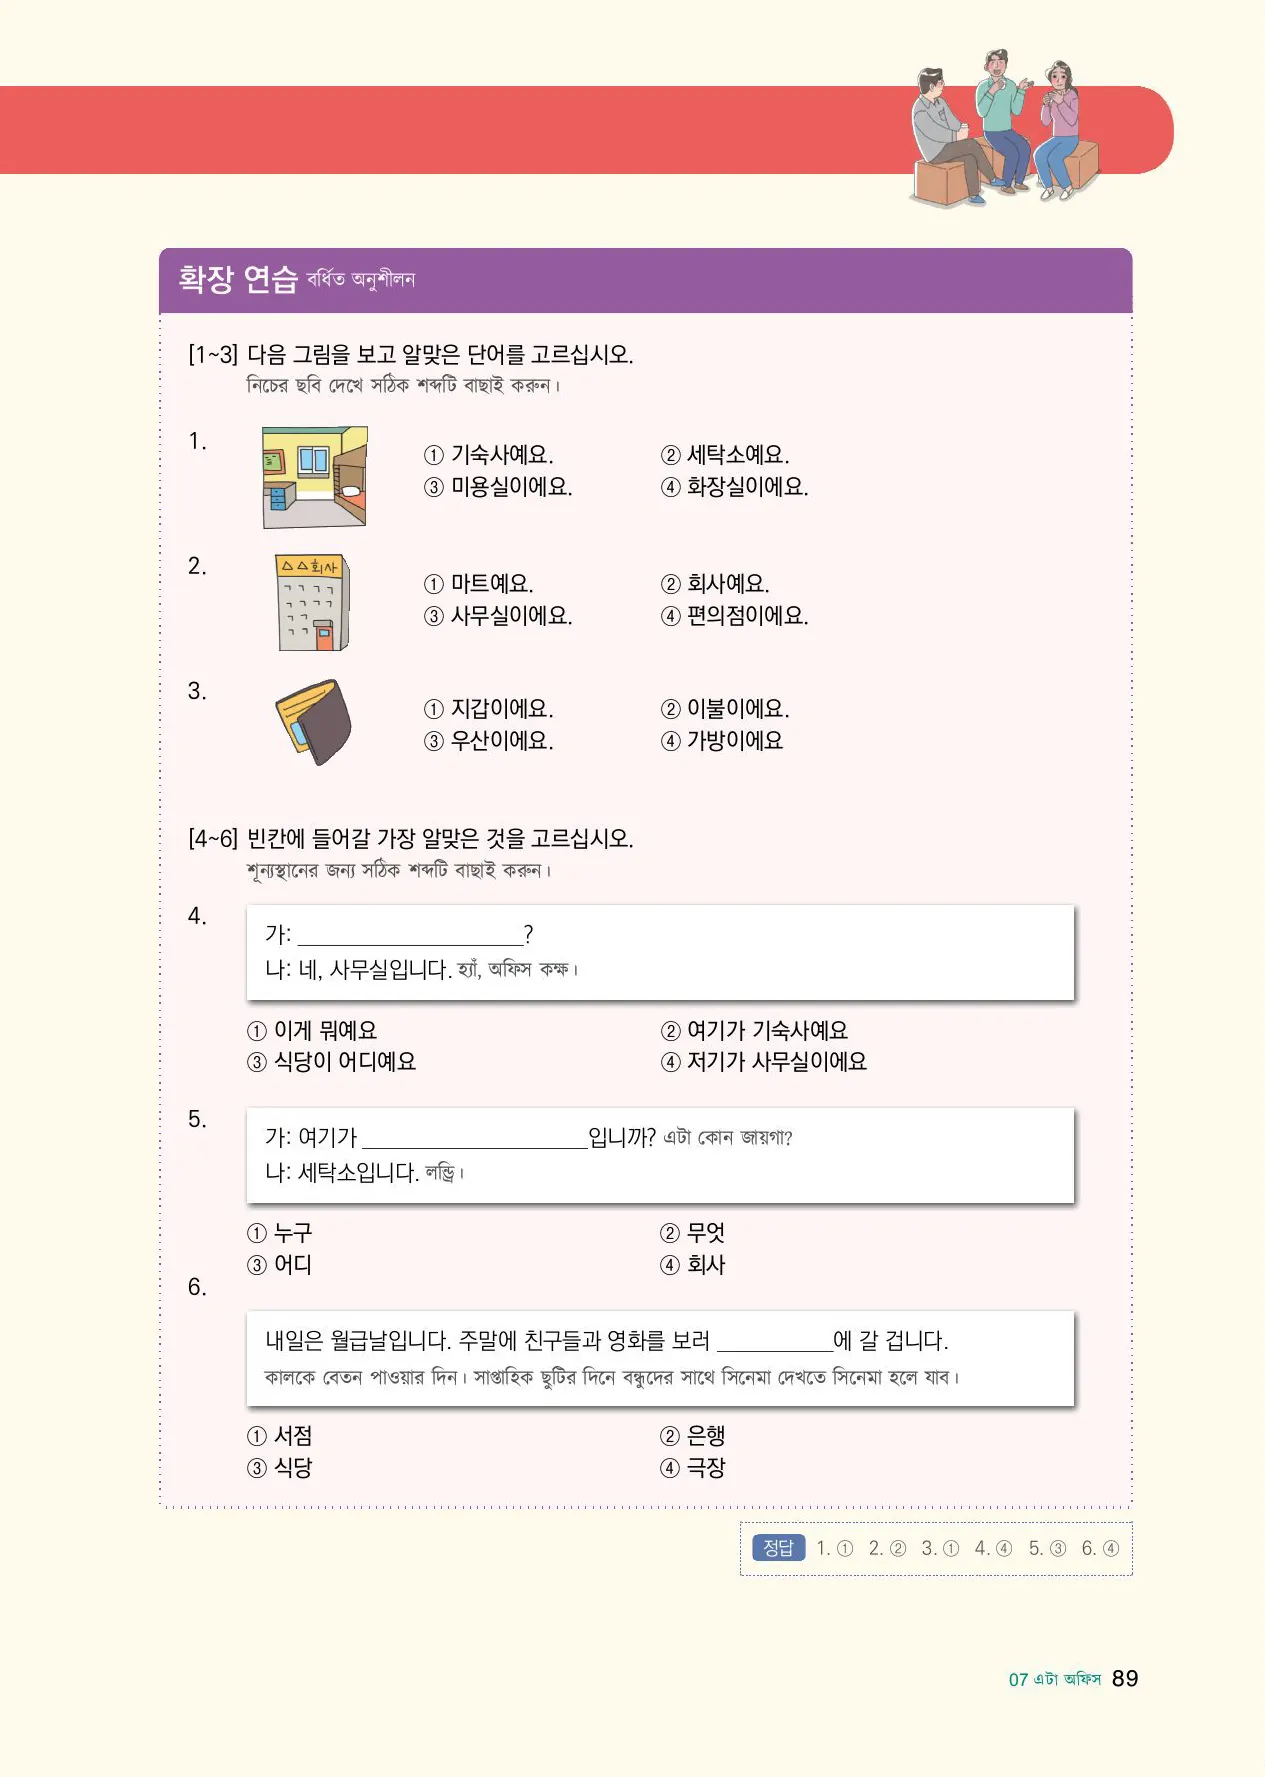 확장 연습 বর্ধিত অনুশীলন
[1~3] 다음 그림을 보고 알맞은 단어를 고르십시오.
নিচের ছবি দেখে সঠিক শব্দটি বাছাই করুন।
1.
① 기숙사예요. ② 세탁소예요.
③ 미용실이에요. ④ 화장실이에요.
2.
△△회사
① 마트예요. ② 회사예요.
③ 사무실이에요. ④ 편의점이에요.
3.
① 지갑이에요. ② 이불이에요.
③ 우산이에요. ④ 가방이에요
[4~6] 빈칸에 들어갈 가장 알맞은 것을 고르십시오.
শূন্যস্থানের জন্য সঠিক শব্দটি বাছাই করুন।
4.
가: ____________________?
나: 네, 사무실입니다. হ্যাঁ, অফিস কক্ষ।
① 이게 뭐예요 ② 여기가 기숙사예요
③ 식당이 어디예요 ④ 저기가 사무실이에요
5.
가: 여기가 ____________________입니까? এটা কোন জায়গা?
나: 세탁소입니다. লন্ড্রি।
① 누구 ② 무엇
③ 어디 ④ 회사
6.
내일은 월급날입니다. 주말에 친구들과 영화를 보러 __________에 갈 겁니다.
কালকে বেতন পাওয়ার দিন। সাপ্তাহিক ছুটির দিনে বন্ধুদের সাথে সিনেমা দেখতে সিনেমা হলে যাব।
① 서점 ② 은행
③ 식당 ④ 극장
정답 1. ① 2. ② 3. ① 4. ④ 5. ③ 6. ④
07 এটা অফিস 89